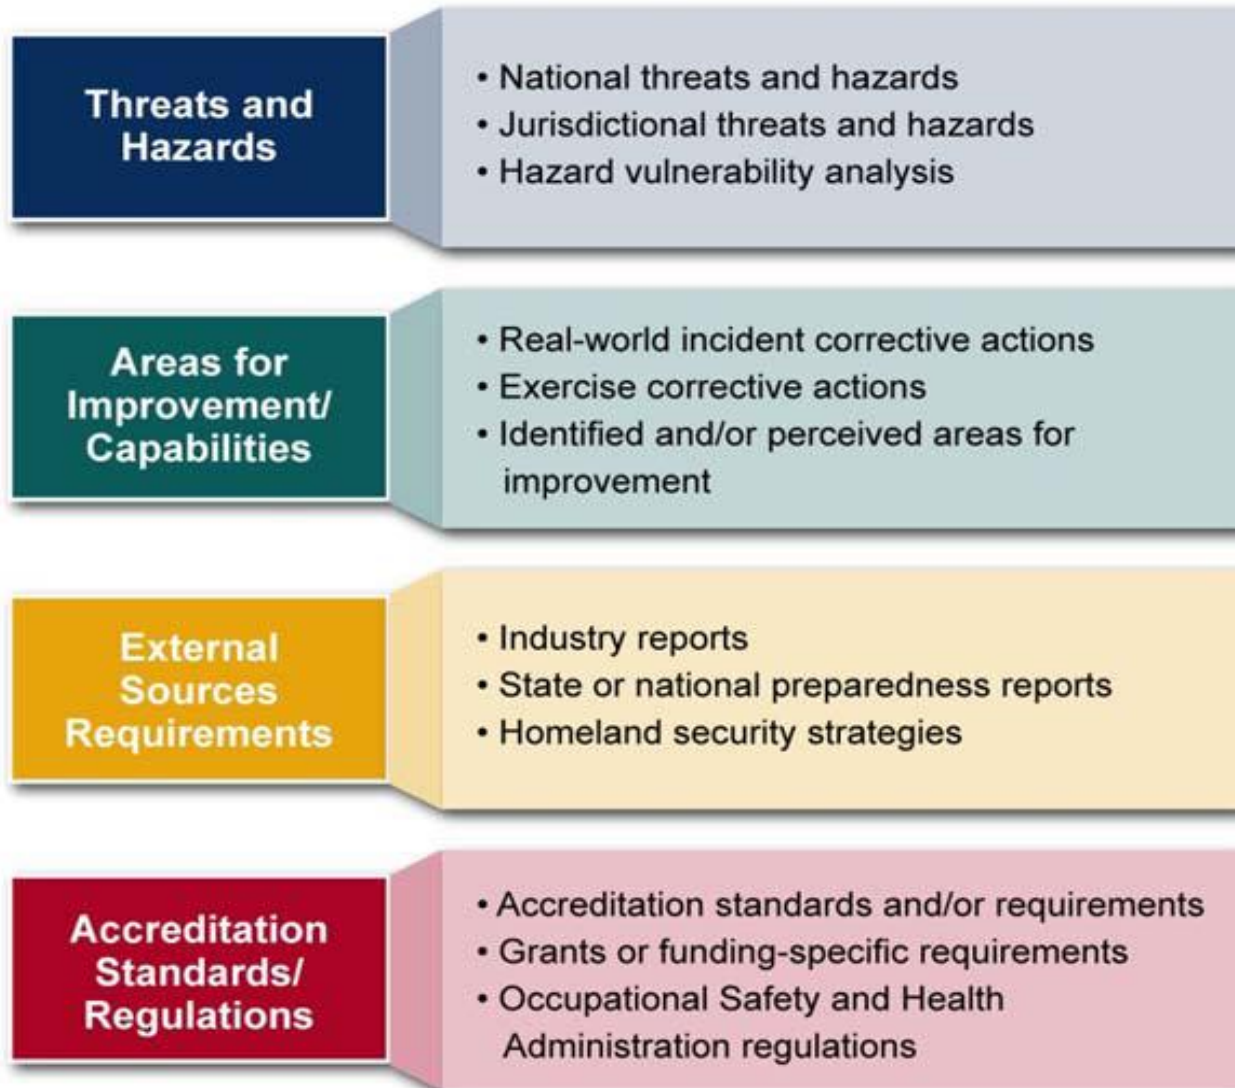 Threats and
Hazards
• National threats and hazards
• Jurisdictional threats and hazards
• Hazard vulnerability analysis
Areas for
Improvement/
Capabilities
• Real-world incident corrective actions
• Exercise corrective actions
• Identified and/or perceived areas for
improvement
External
Sources
Requirements
• Industry reports
• State or national preparedness reports
• Homeland security strategies
Accreditation
Standards/
Regulations
• Accreditation standards and/or requirements
• Grants or funding-specific requirements
• Occupational Safety and Health
Administration regulations